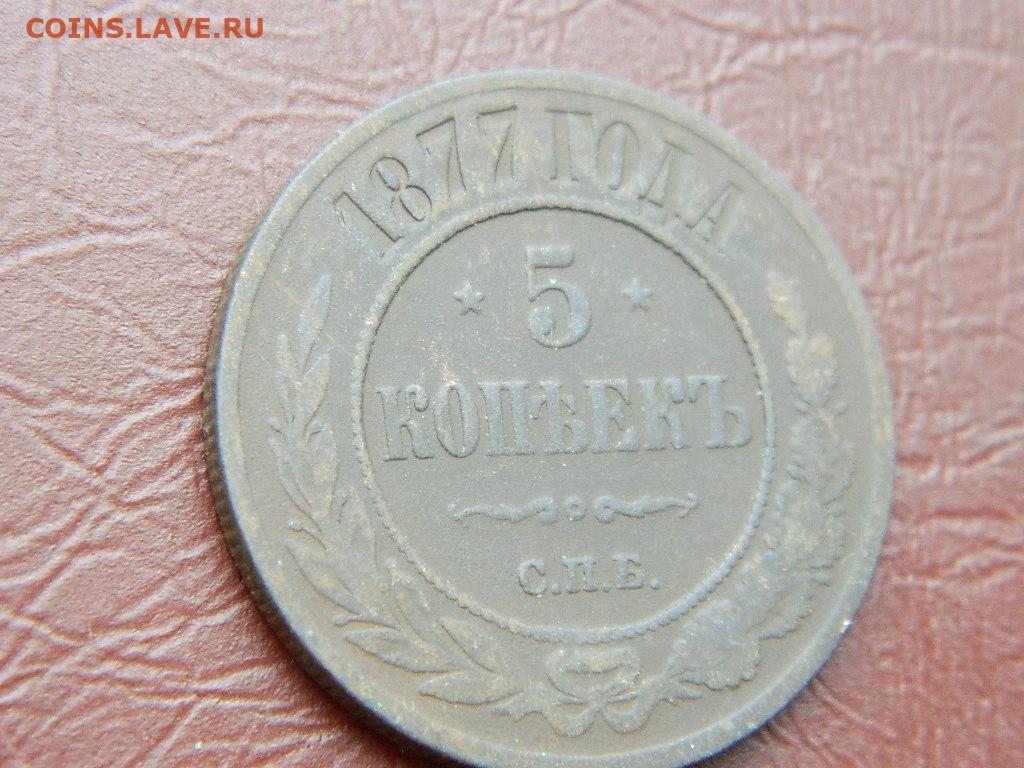 COINS.LAVE.RU
1877 ГОДА
5
КОПѢЕКЪ
С.П.Б.